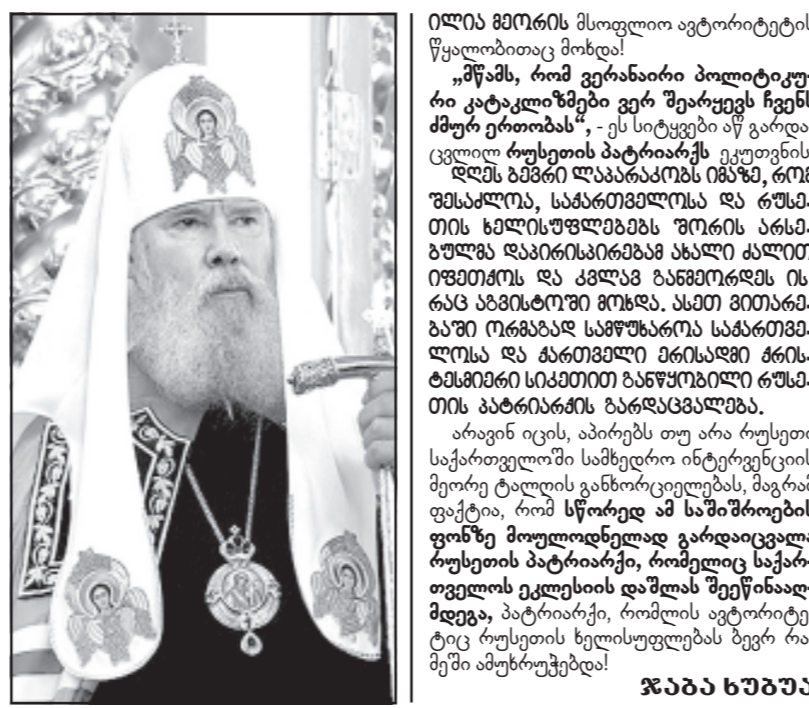 ილია მეორის მსოფლიო ავტორიტეტის
წყალობითაც მოხდა!
„მწამს, რომ ვერანაირი პოლიტიკუ-
რი კატაკლიზმები ვერ შეარყევს ჩვენს
ძმურ ერთობას“, - ეს სიტყვები აწ გარდა-
ცვლილ რუსეთის პატრიარქს ეკუთვნის.
დღეს ბევრი ლაპარაკობს იმაზე, რომ
შესაძლოა, საქართველოსა და რუსე-
თის ხელისუფლებებს შორის არსე-
ბულმა დაპირისპირებამ ახალი ძალით
იფეთქოს და კვლავ განმეორდეს ის,
რაც აგვისტოში მოხდა. ასეთ ვითარე-
ბაში ორმაგად სამწუხაროა საქართვე-
ლოსა და ქართველი ერისადმი ქრის-
ტესმიერი სიკეთით განწყობილი რუსე-
თის პატრიარქის გარდაცვალება.
არავინ იცის, აპირებს თუ არა რუსეთი
საქართველოში სამხედრო ინტერვენციის
მეორე ტალღის განხორციელებას, მაგრამ
ფაქტია, რომ სწორედ ამ საშიშროების
ფონზე მოულოდნელად გარდაიცვალა
რუსეთის პატრიარქი, რომელიც საქარ-
თველოს ეკლესიის დაშლას შეეწინააღ-
მდეგა, პატრიარქი, რომლის ავტორიტე-
ტიც რუსეთის ხელისუფლებას ბევრ რა-
მეში ამუხრუჭებდა!
ჯაბა ხუბუა